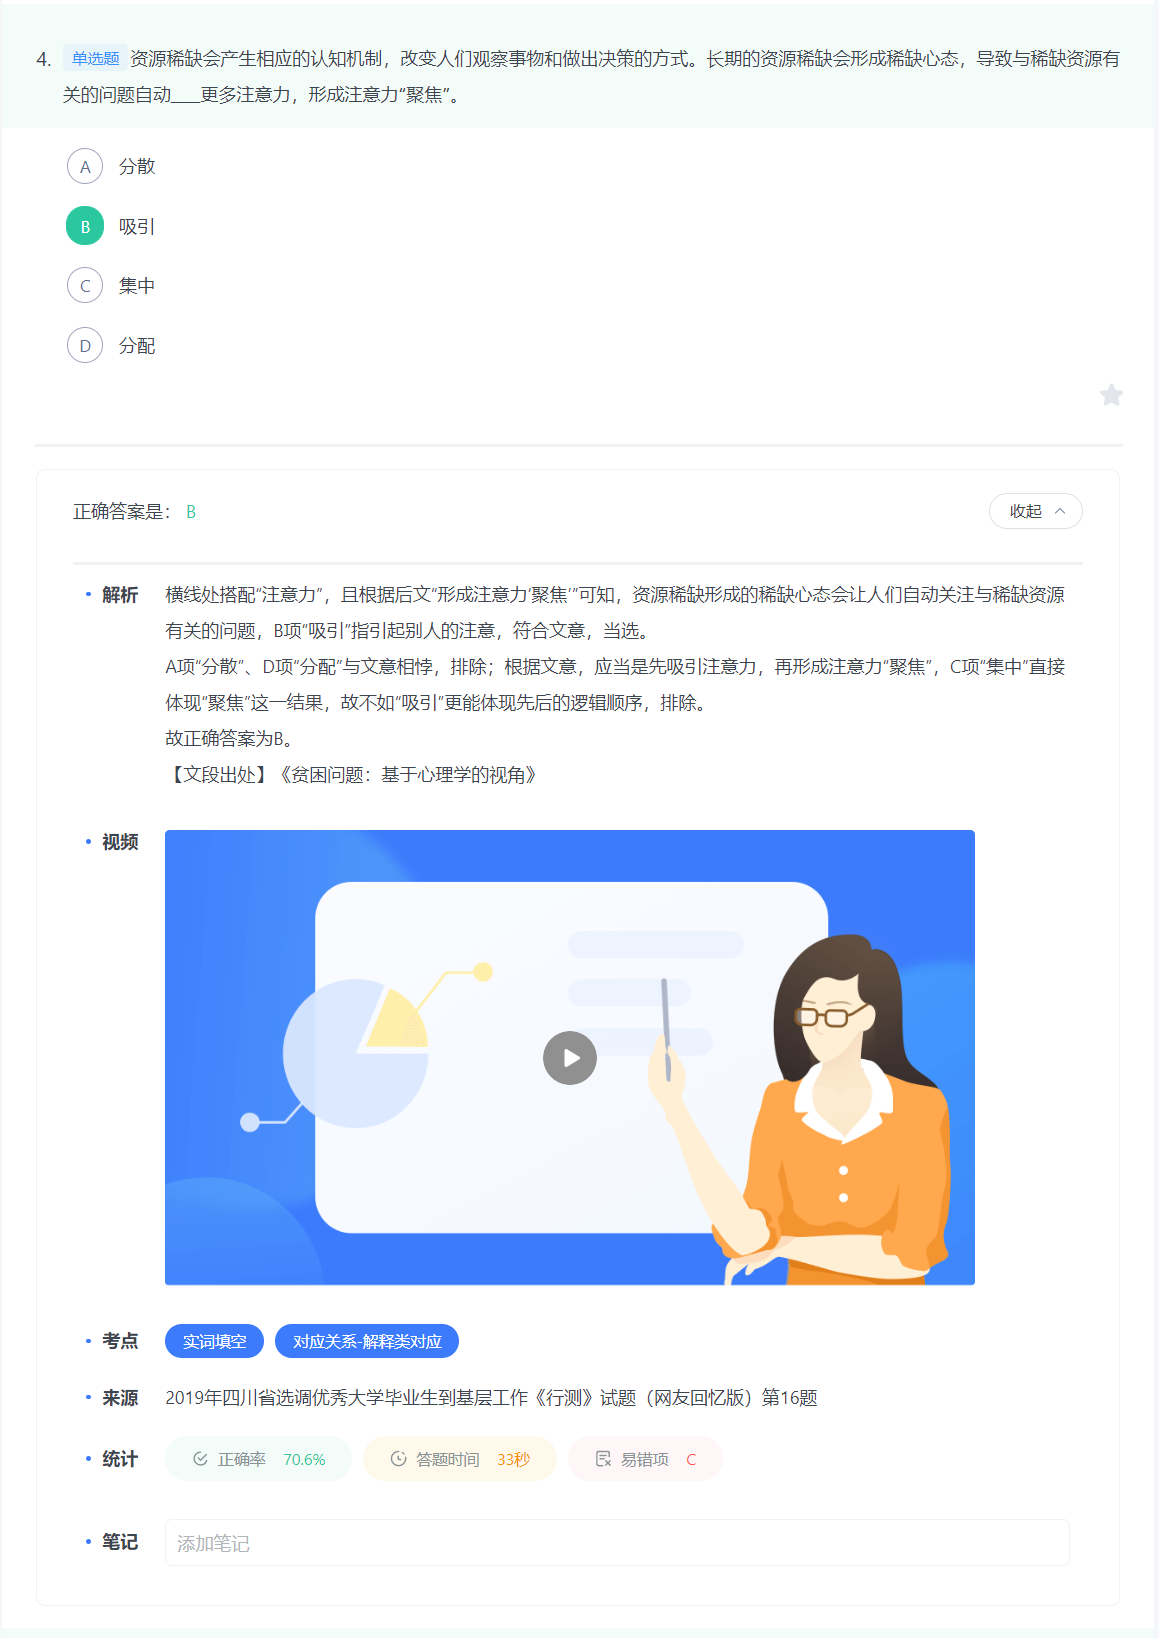 4. 单选题 资源稀缺会产生相应的认知机制，改变人们观察事物和做出决策的方式。长期的资源稀缺会形成稀缺心态，导致与稀缺资源有
关的问题自动___更多注意力，形成注意力“聚焦”。
A 分散
B 吸引
C 集中
D 分配
正确答案是： B
收起
解析 横线处搭配“注意力”，且根据后文“形成注意力‘聚焦’”可知，资源稀缺形成的稀缺心态会让人们自动关注与稀缺资源
有关的问题，B项“吸引”指引起别人的注意，符合文意，当选。
A项“分散”、D项“分配”与文意相悖，排除；根据文意，应当是先吸引注意力，再形成注意力“聚焦”，C项“集中”直接
体现“聚焦”这一结果，故不如“吸引”更能体现先后的逻辑顺序，排除。
故正确答案为B。
【文段出处】《贫困问题：基于心理学的视角》
视频
考点 实词填空 对应关系-解释类对应
来源 2019年四川省选调优秀大学毕业生到基层工作《行测》试题（网友回忆版）第16题
统计 正确率 70.6% 答题时间 33秒 易错项 C
笔记 添加笔记